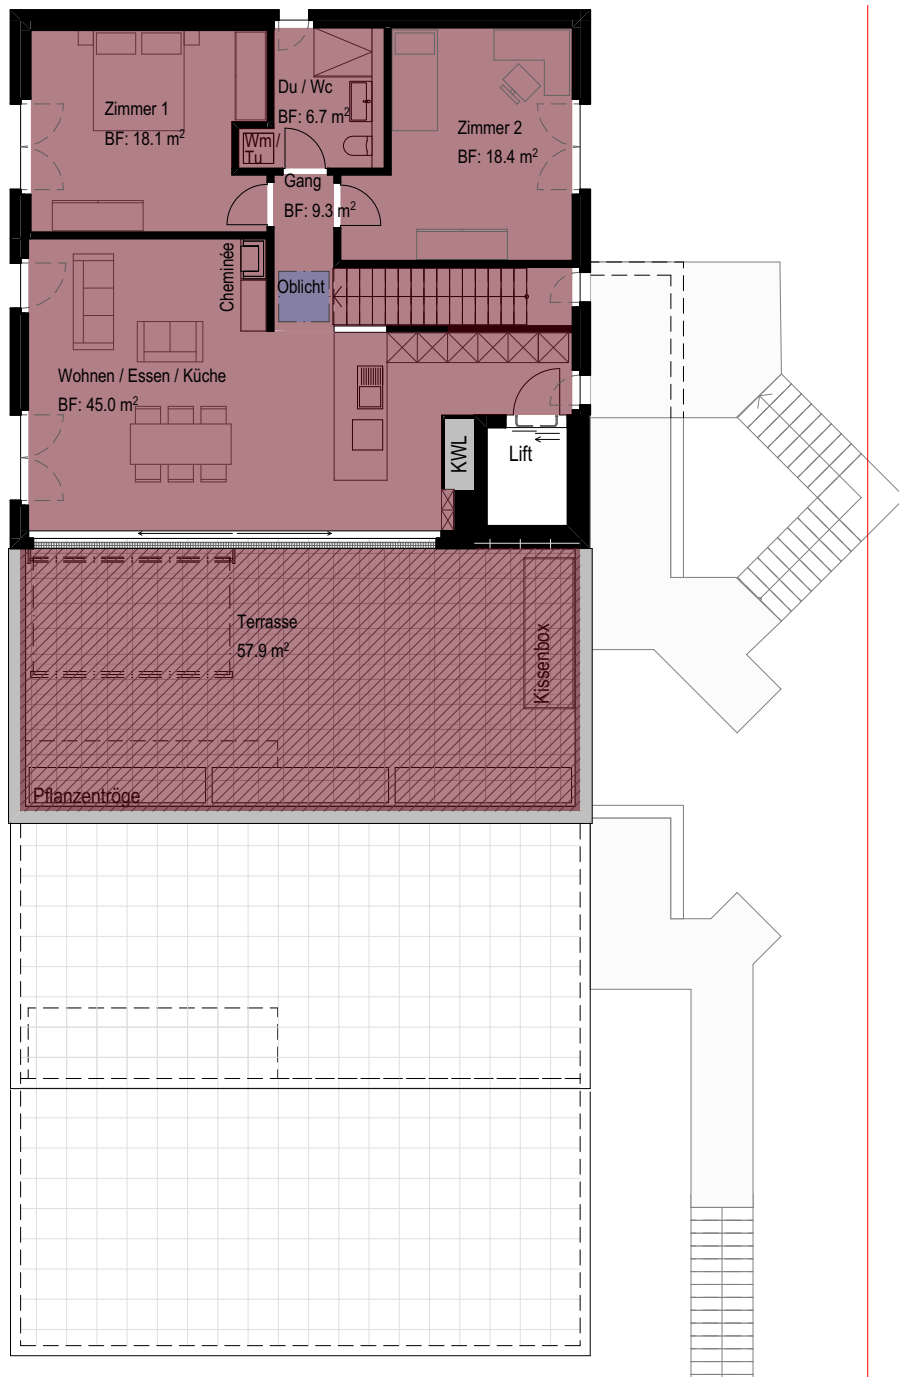 Du / Wc
BF: 6.7 m²
Zimmer 1
BF: 18.1 m²
Zimmer 2
BF: 18.4 m²
Wm /
Tu
Gang
BF: 9.3 m²
Cheminée
Oblicht
Wohnen / Essen / Küche
BF: 45.0 m²
KWL
Lift
Terrasse
57.9 m²
Kissenbox
Pflanzentröge